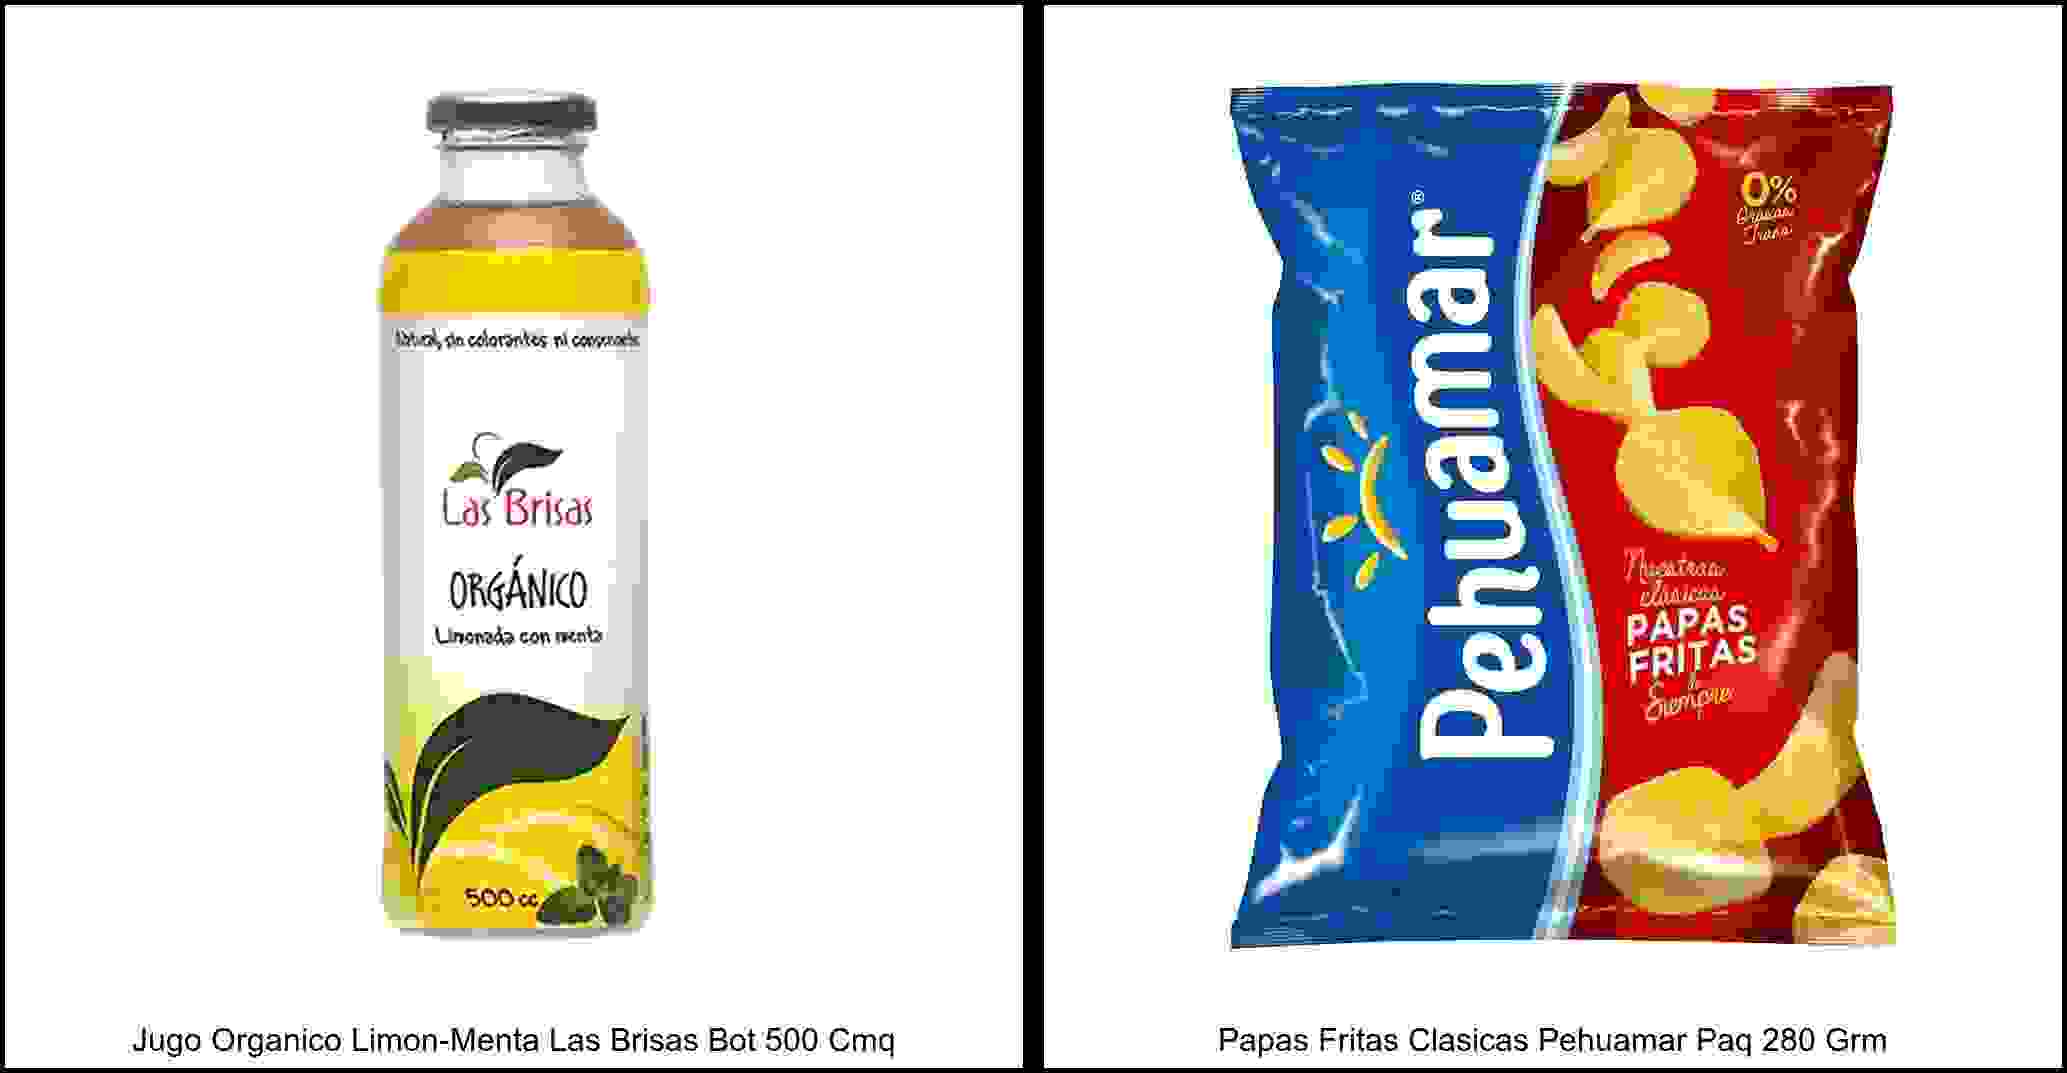 Natural, sin colorantes ni conservantes
Las Brisas
ORGÁNICO
Limonada con menta
500 cc
Jugo Organico Limon-Menta Las Brisas Bot 500 Cmq
Pehuamar®
0%
Grasas
Trans
Nuestras
clásicas
PAPAS
FRITAS
de
Siempre
Papas Fritas Clasicas Pehuamar Paq 280 Grm